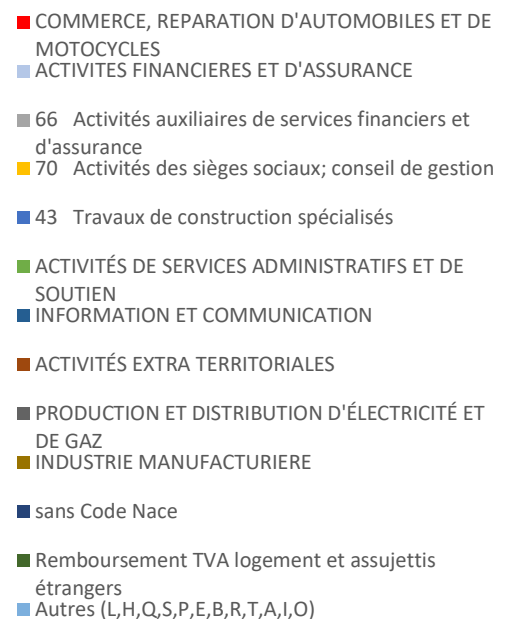 COMMERCE, REPARATION D'AUTOMOBILES ET DE
MOTOCYCLES
ACTIVITES FINANCIERES ET D'ASSURANCE
66 Activités auxiliaires de services financiers et
d'assurance
70 Activités des sièges sociaux; conseil de gestion
43 Travaux de construction spécialisés
ACTIVITÉS DE SERVICES ADMINISTRATIFS ET DE
SOUTIEN
INFORMATION ET COMMUNICATION
ACTIVITÉS EXTRA TERRITORIALES
PRODUCTION ET DISTRIBUTION D'ÉLECTRICITÉ ET
DE GAZ
INDUSTRIE MANUFACTURIERE
sans Code Nace
Remboursement TVA logement et assujettis
étrangers
Autres (L,H,Q,S,P,E,B,R,T,A,I,O)